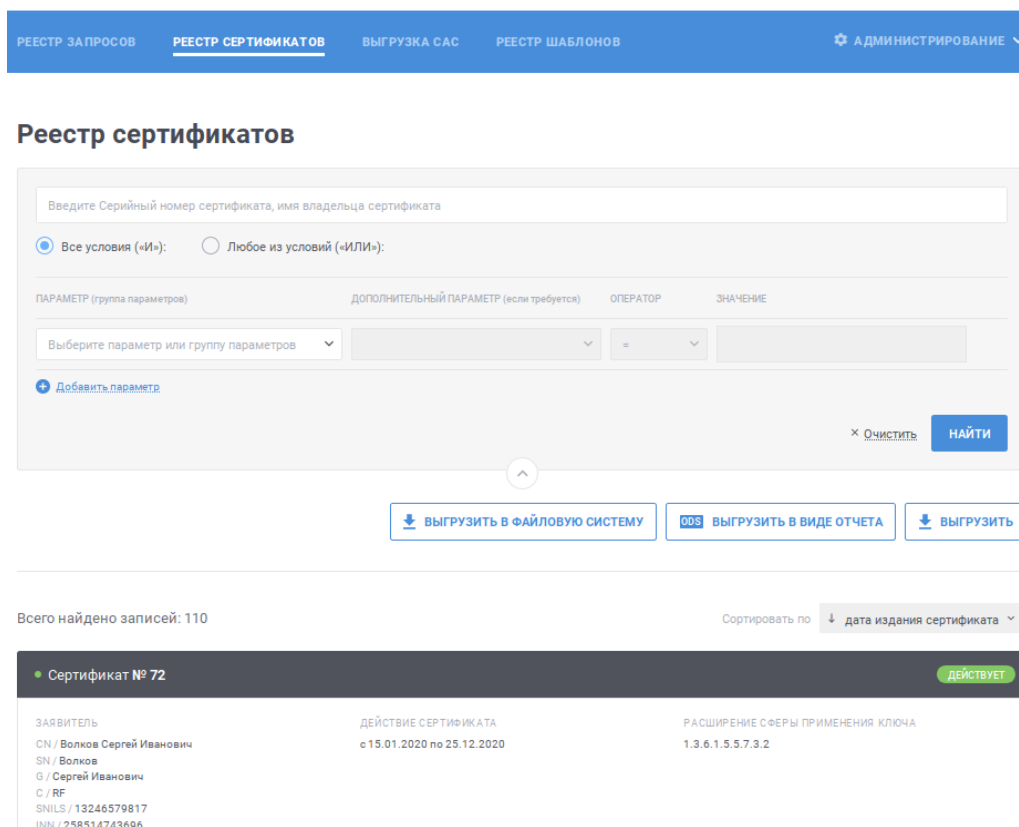 РЕЕСТР ЗАПРОСОВ РЕЕСТР СЕРТИФИКАТОВ ВЫГРУЗКА САС РЕЕСТР ШАБЛОНОВ АДМИНИСТРИРОВАНИЕ
Реестр сертификатов
Введите Серийный номер сертификата, имя владельца сертификата
Все условия («И»): Любое из условий («ИЛИ»):
ПАРАМЕТР (группа параметров) ДОПОЛНИТЕЛЬНЫЙ ПАРАМЕТР (если требуется) ОПЕРАТОР ЗНАЧЕНИЕ
Выберите параметр или группу параметров =
Добавить параметр
× Очистить НАЙТИ
ВЫГРУЗИТЬ В ФАЙЛОВУЮ СИСТЕМУ ODS ВЫГРУЗИТЬ В ВИДЕ ОТЧЕТА ВЫГРУЗИТЬ
Всего найдено записей: 110 Сортировать по ↓ дата издания сертификата
Сертификат № 72 ДЕЙСТВУЕТ
ЗАЯВИТЕЛЬ ДЕЙСТВИЕ СЕРТИФИКАТА РАСШИРЕНИЕ СФЕРЫ ПРИМЕНЕНИЯ КЛЮЧА
CN / Волков Сергей Иванович с 15.01.2020 по 25.12.2020 1.3.6.1.5.5.7.3.2
SN / Волков
G / Сергей Иванович
C / RF
SNILS / 13246579817
INN / 258514743696